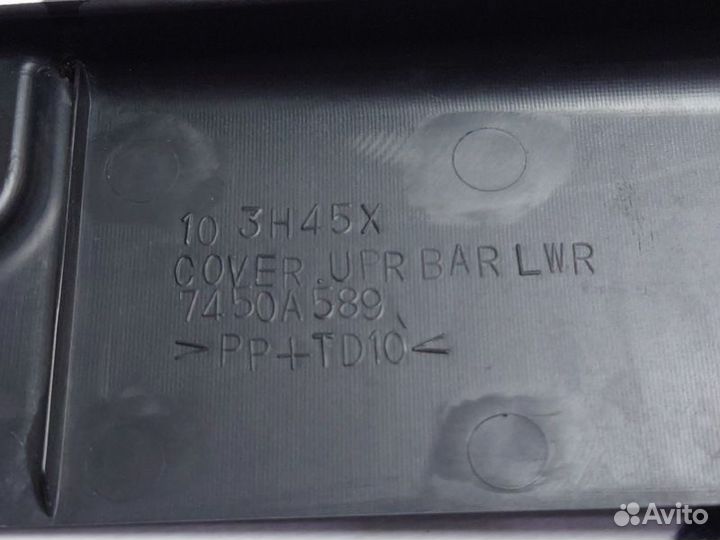 10 3H45X
COVER.UPR BAR LWR
7450A589
>PP+TD10<
Avito